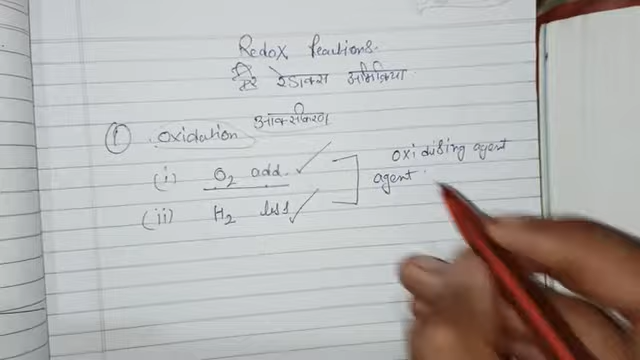 Redox Reactions.
रेडाक्स अभिक्रिया
① Oxidation आक्सीकरण
(i) O₂ add.
(ii) H₂ loss
oxidising agent
agent